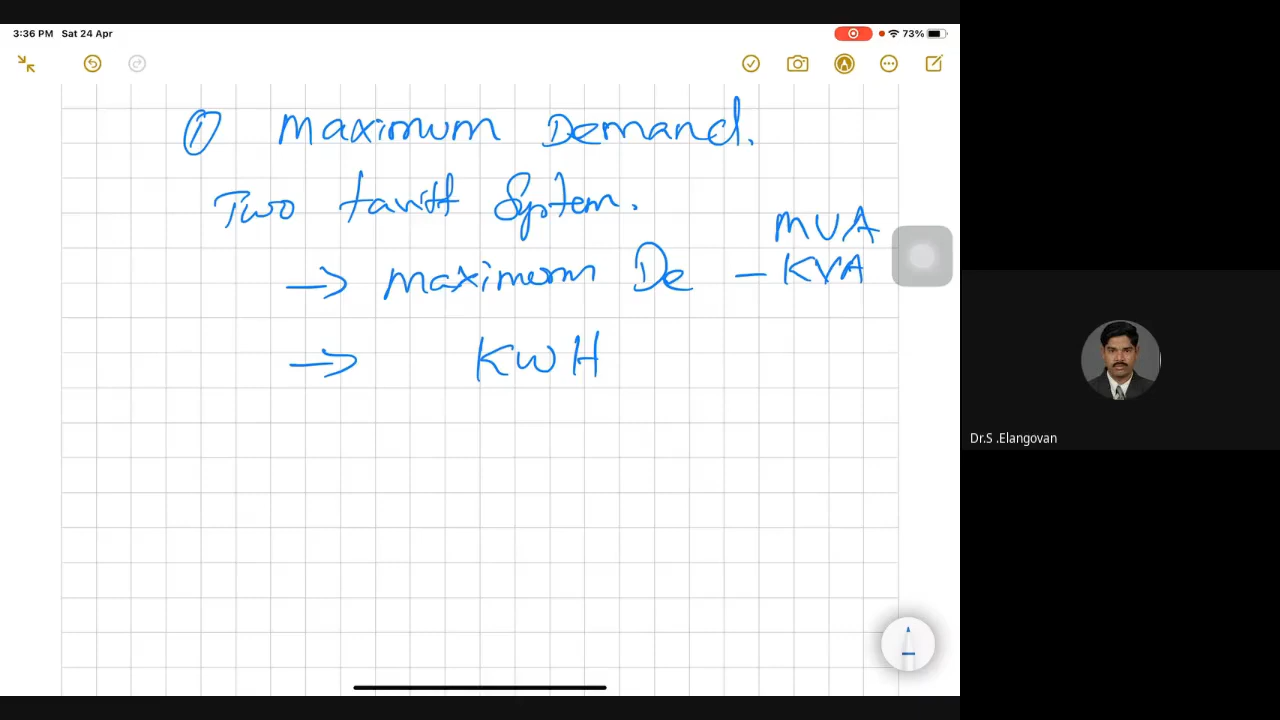 3:36 PM Sat 24 Apr
73%
① Maximum Demand.
Two tariff System.
MVA
→ Maximum De – KVA
→ KWH
Dr.S .Elangovan